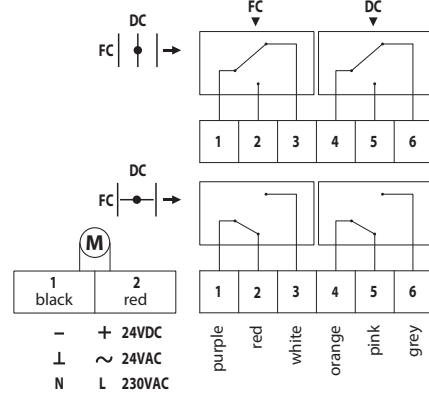 FC DC
DC
FC
1 2 3 4 5 6
DC
FC
M
1 2
black red
1 2 3 4 5 6
purple red white orange pink grey
− + 24VDC
⊥ ~ 24VAC
N L 230VAC